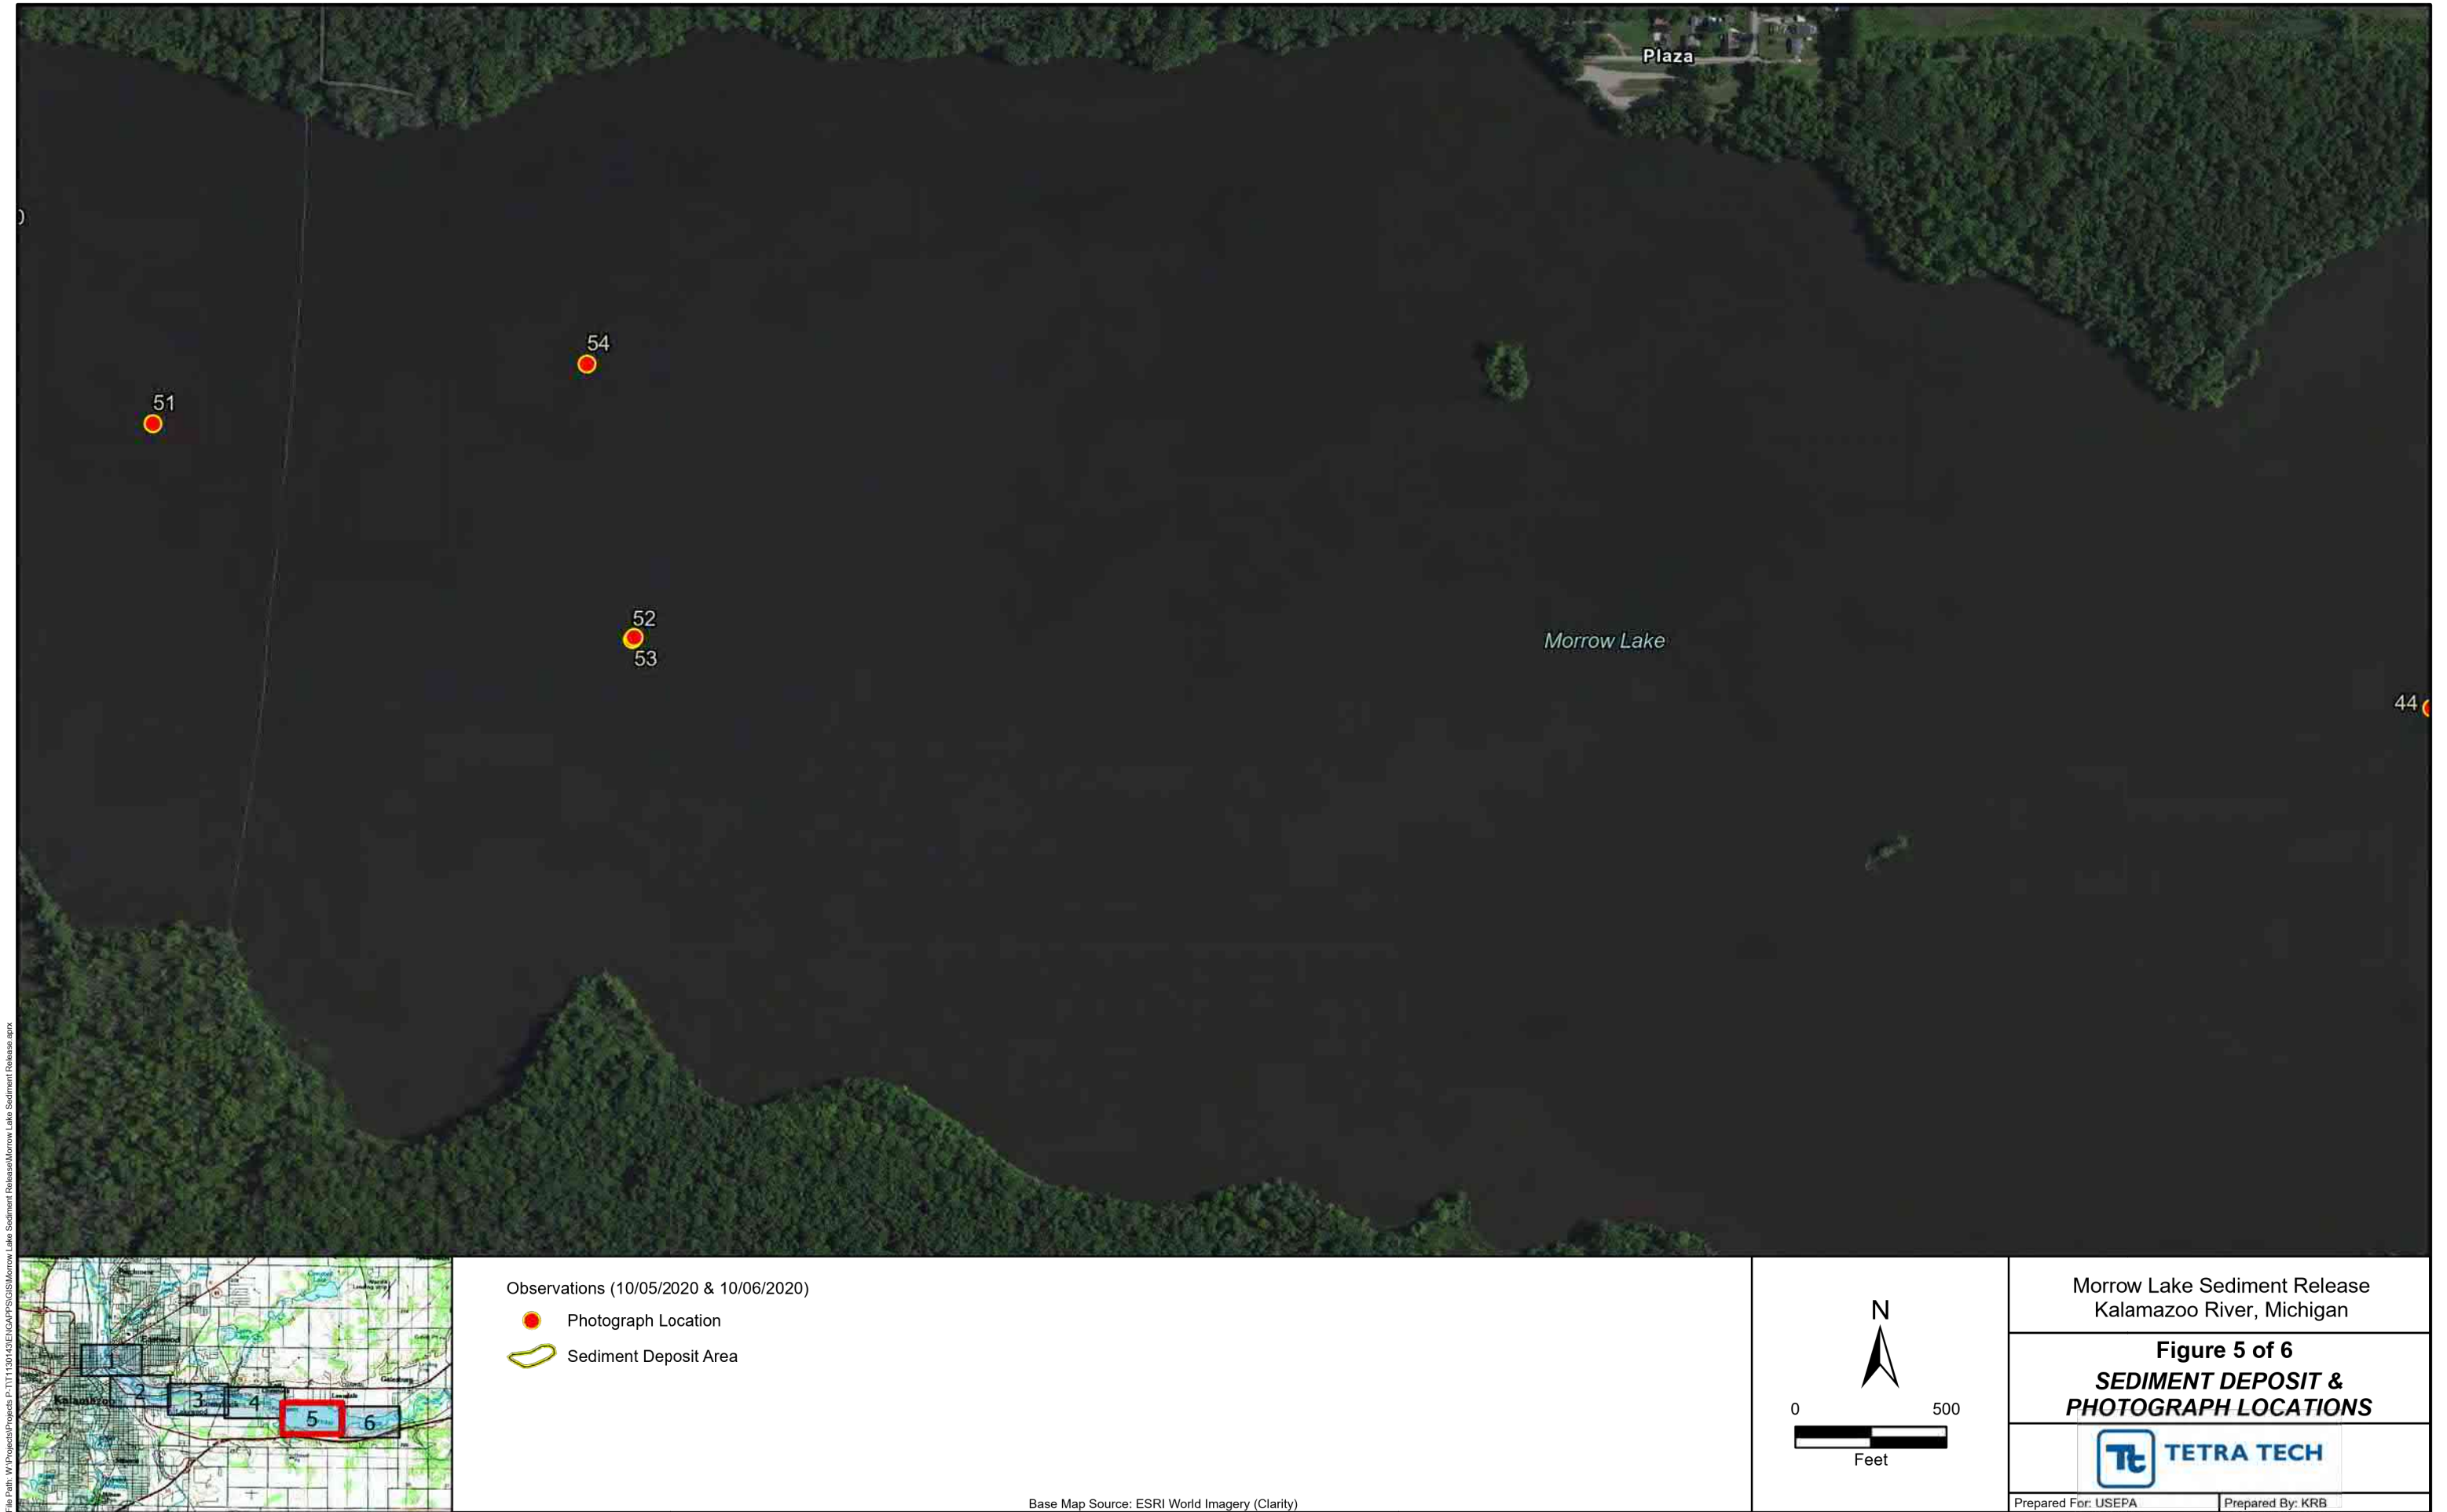 Plaza
54
51
52
53
Morrow Lake
44
Observations (10/05/2020 & 10/06/2020)
Photograph Location
Sediment Deposit Area
Base Map Source: ESRI World Imagery (Clarity)
N
0 500
Feet
Morrow Lake Sediment Release
Kalamazoo River, Michigan
Figure 5 of 6
SEDIMENT DEPOSIT &
PHOTOGRAPH LOCATIONS
Tt TETRA TECH
Prepared For: USEPA Prepared By: KRB
1
2
3
4
5
6
Kalamazoo
Eastwood
Galesburg